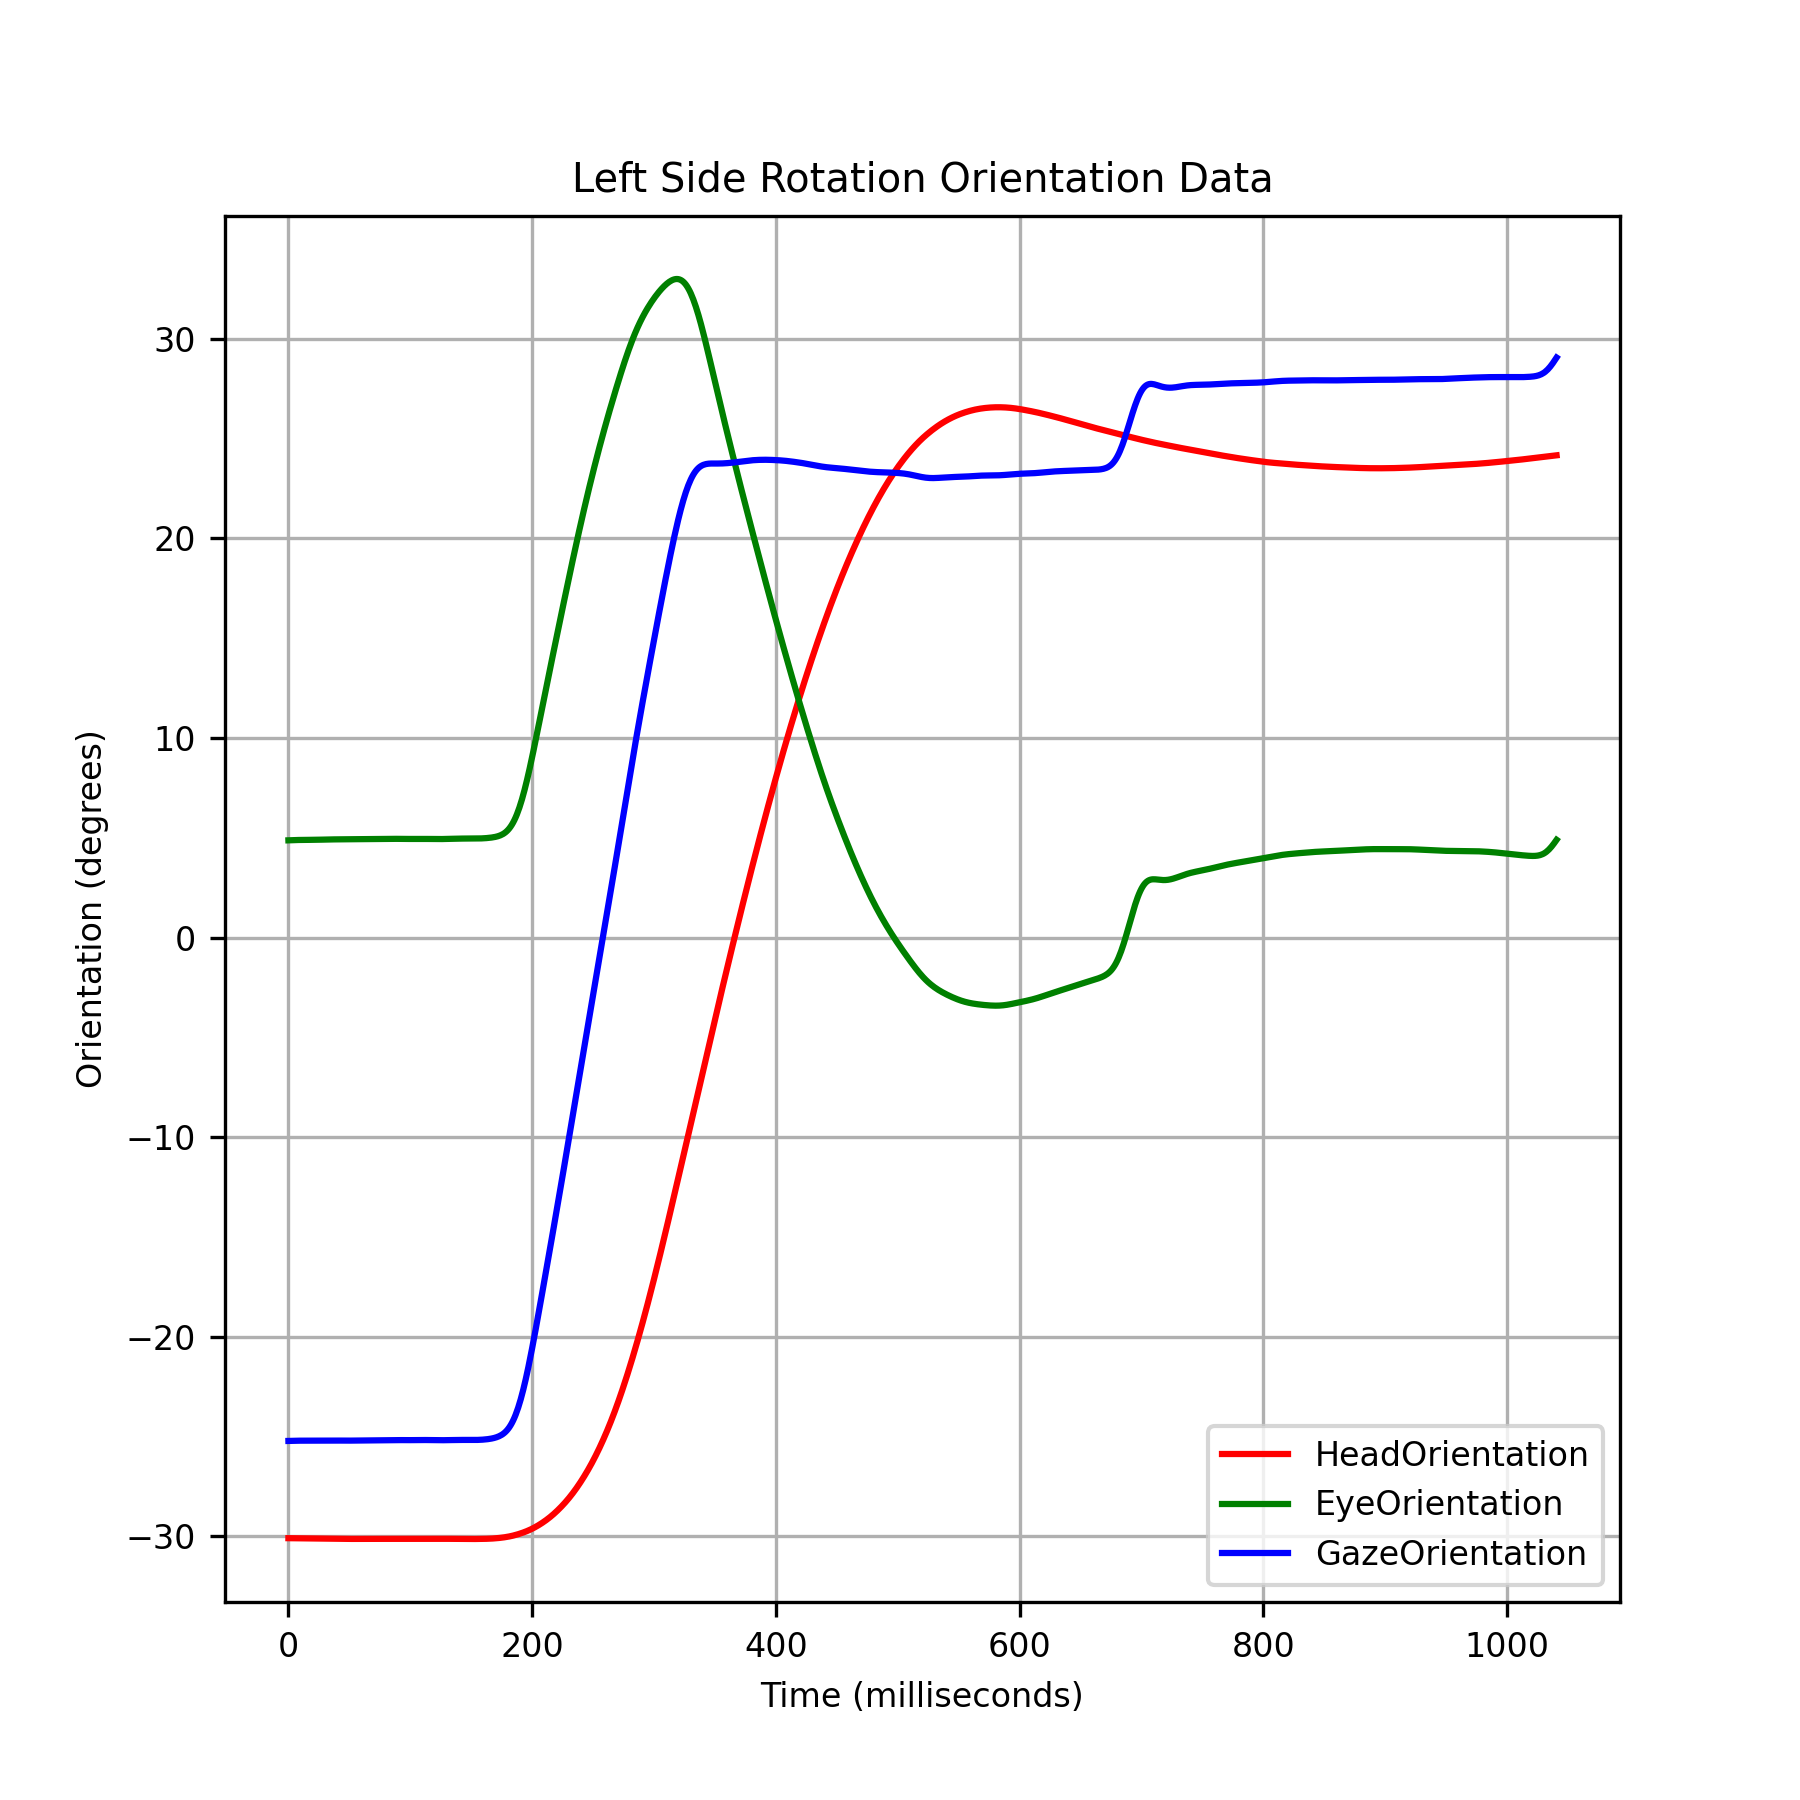 Left Side Rotation Orientation Data
Orientation (degrees)
30
20
10
0
−10
−20
−30
HeadOrientation
EyeOrientation
GazeOrientation
0 200 400 600 800 1000
Time (milliseconds)